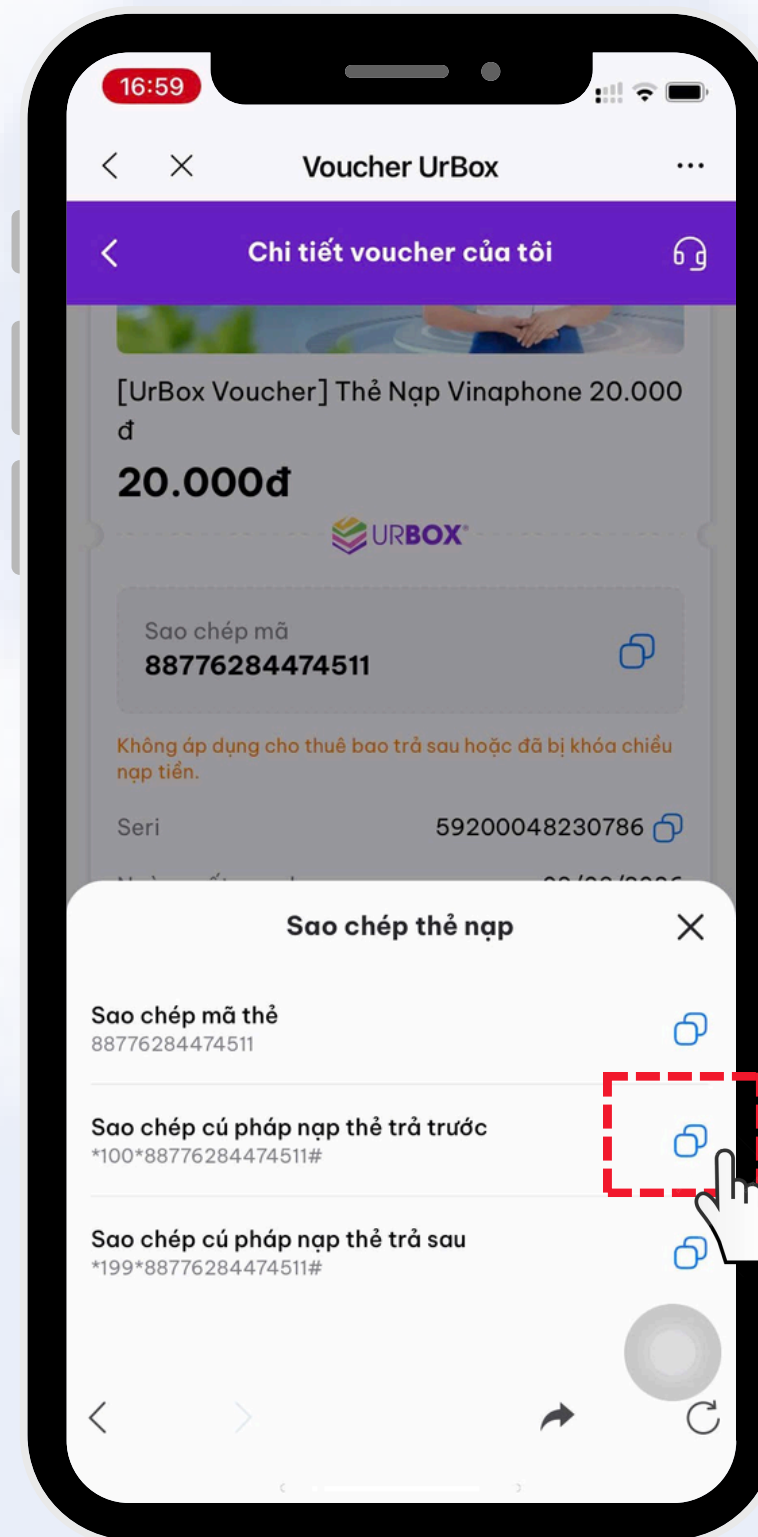 16:59
Voucher UrBox
Chi tiết voucher của tôi
[UrBox Voucher] Thẻ Nạp Vinaphone 20.000
đ
20.000đ
URBOX
Sao chép mã
88776284474511
Không áp dụng cho thuê bao trả sau hoặc đã bị khóa chiều
nạp tiền.
Seri 59200048230786
Sao chép thẻ nạp
Sao chép mã thẻ
88776284474511
Sao chép cú pháp nạp thẻ trả trước
*100*88776284474511#
Sao chép cú pháp nạp thẻ trả sau
*199*88776284474511#